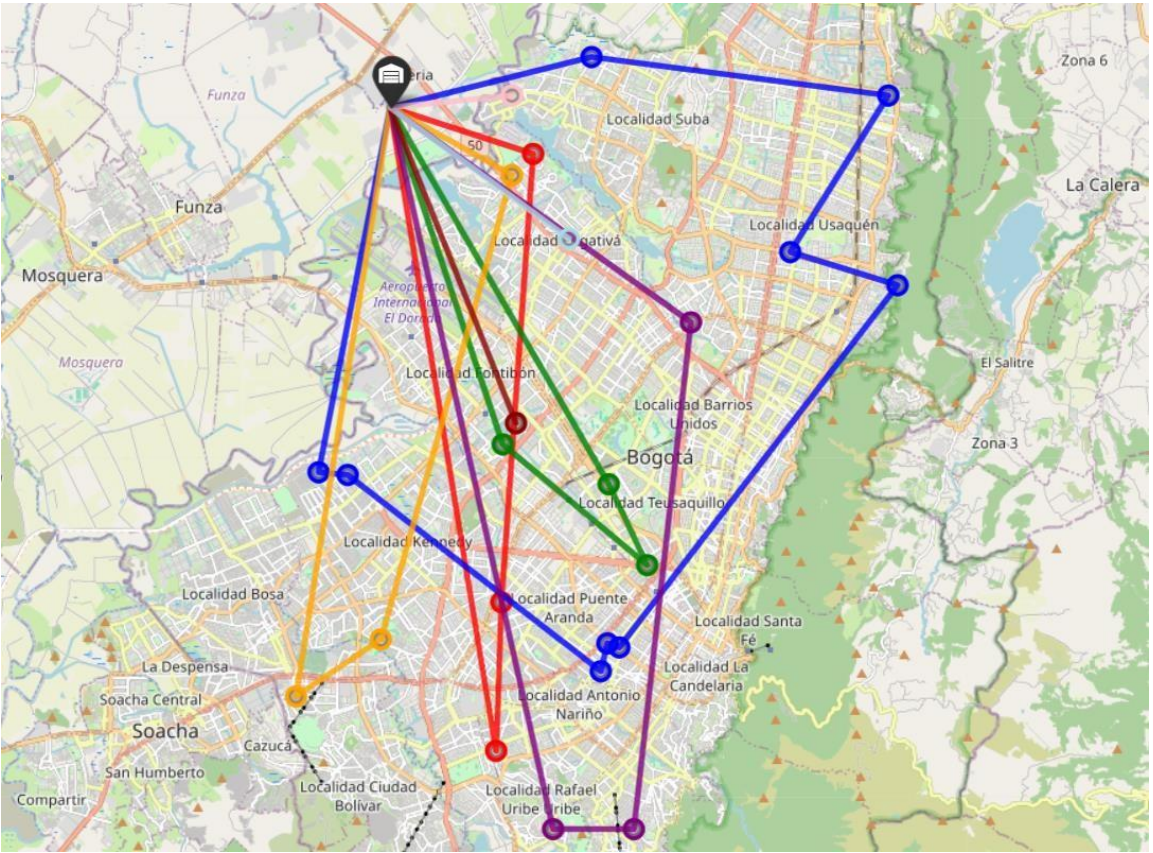 Zona 6
eria
Funza
50
Localidad Suba
La Calera
Funza
Localidad Usaquén
Localidad
gativá
Mosquera
Aeropuerto
Internacional
El Dorado
Mosquera
El Salitre
Localidad Fontibón
Localidad Barrios
Unidos
Zona 3
Bogotá
Localidad Teusaquillo
Localidad Kennedy
Localidad Bosa
Localidad Puente
Aranda
Localidad Santa
Fé
La Despensa
Localidad La
Candelaria
Soacha Central
Localidad Antonio
Nariño
Soacha
Cazucá
San Humberto
Localidad Ciudad
Bolívar
Localidad Rafael
Uribe Uribe
Compartir